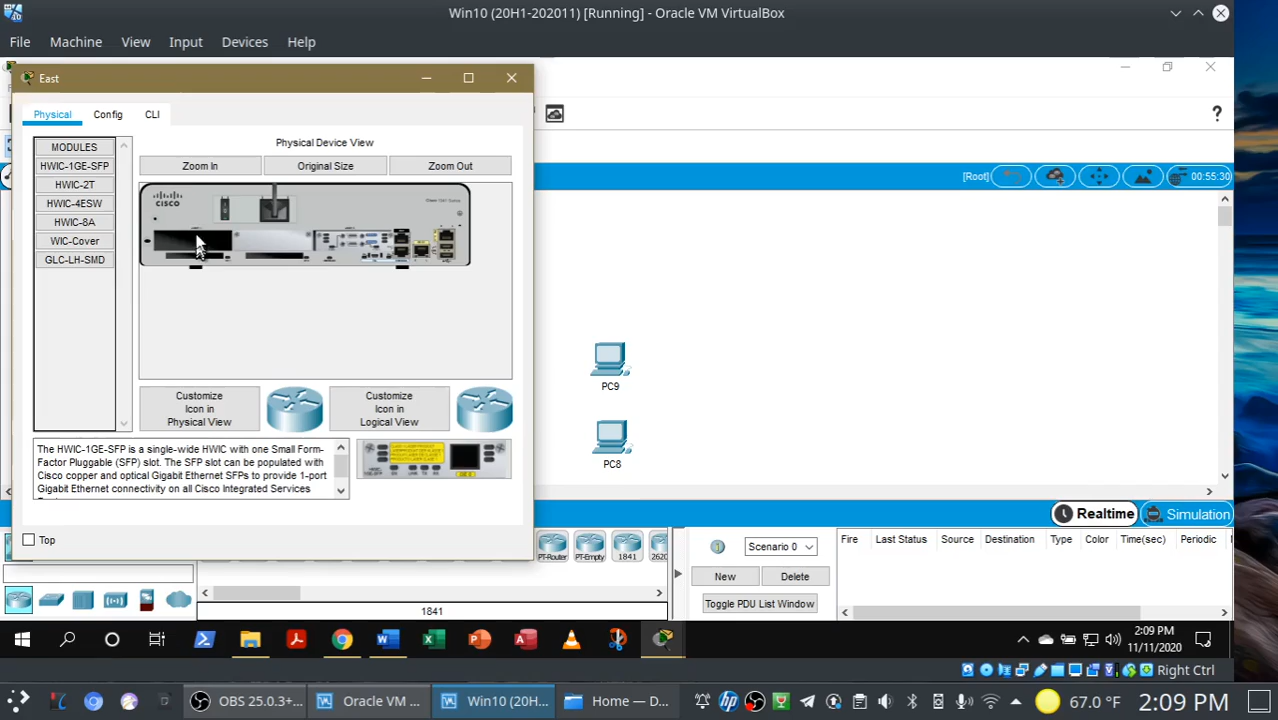 Win10 (20H1-202011) [Running] - Oracle VM VirtualBox
File Machine View Input Devices Help
East
Physical Config CLI
?
MODULES
HWIC-1GE-SFP
HWIC-2T
HWIC-4ESW
HWIC-8A
WIC-Cover
GLC-LH-SMD
Physical Device View
Zoom In Original Size Zoom Out
CISCO
[Root] 00:55:30
PC9
PC8
Customize
Icon in
Physical View
Customize
Icon in
Logical View
The HWIC-1GE-SFP is a single-wide HWIC with one Small Form-
Factor Pluggable (SFP) slot. The SFP slot can be populated with
Cisco copper and optical Gigabit Ethernet SFPs to provide 1-port
Gigabit Ethernet connectivity on all Cisco Integrated Services
Top
Realtime Simulation
PT-Router PT-Empty 1841 2620
1841
Scenario 0
New Delete
Toggle PDU List Window
Fire Last Status Source Destination Type Color Time(sec) Periodic
2:09 PM
11/11/2020
Right Ctrl
OBS 25.0.3+... Oracle VM ... Win10 (20H... Home — D...
67.0 °F 2:09 PM